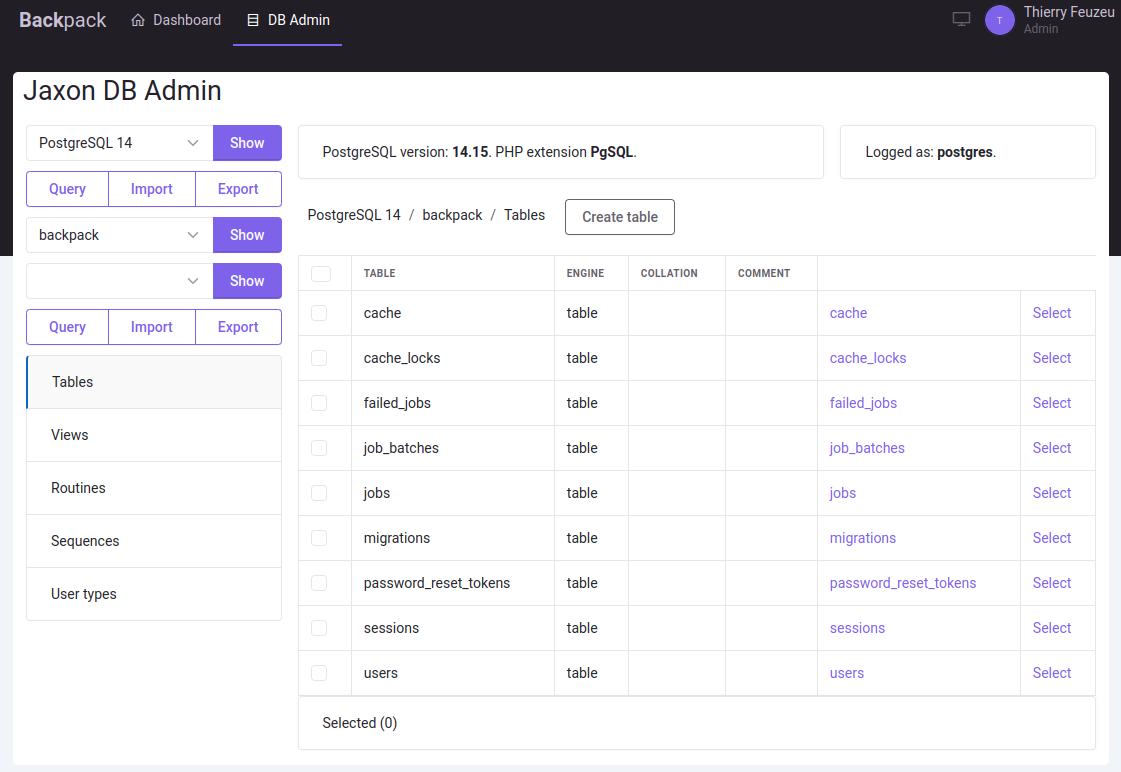 Backpack Dashboard DB Admin
T Thierry Feuzeu
Admin
Jaxon DB Admin
PostgreSQL 14 Show
Query Import Export
backpack Show
Show
Query Import Export
Tables
Views
Routines
Sequences
User types
PostgreSQL version: 14.15. PHP extension PgSQL.
Logged as: postgres.
PostgreSQL 14 / backpack / Tables Create table
TABLE ENGINE COLLATION COMMENT
cache table cache Select
cache_locks table cache_locks Select
failed_jobs table failed_jobs Select
job_batches table job_batches Select
jobs table jobs Select
migrations table migrations Select
password_reset_tokens table password_reset_tokens Select
sessions table sessions Select
users table users Select
Selected (0)